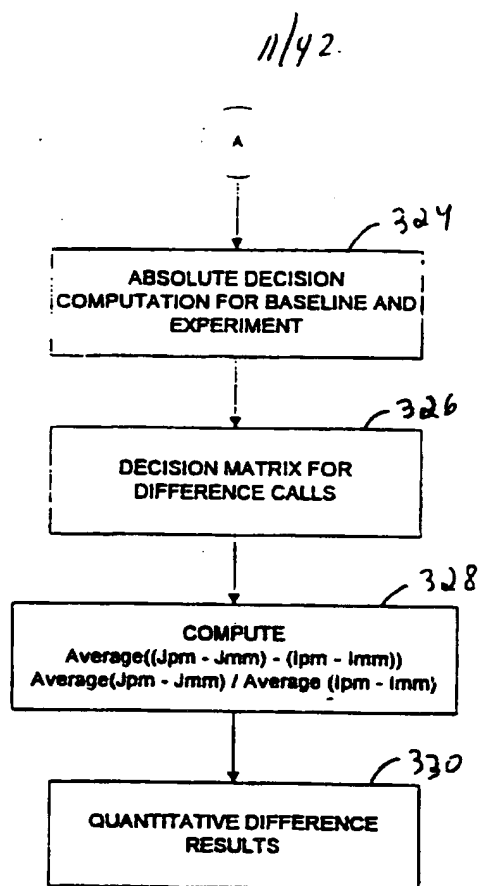 11/42.
A
324
ABSOLUTE DECISION
COMPUTATION FOR BASELINE AND
EXPERIMENT
326
DECISION MATRIX FOR
DIFFERENCE CALLS
328
COMPUTE
Average((Jpm - Jmm) - (Ipm - Imm))
Average(Jpm - Jmm) / Average (Ipm - Imm)
330
QUANTITATIVE DIFFERENCE
RESULTS